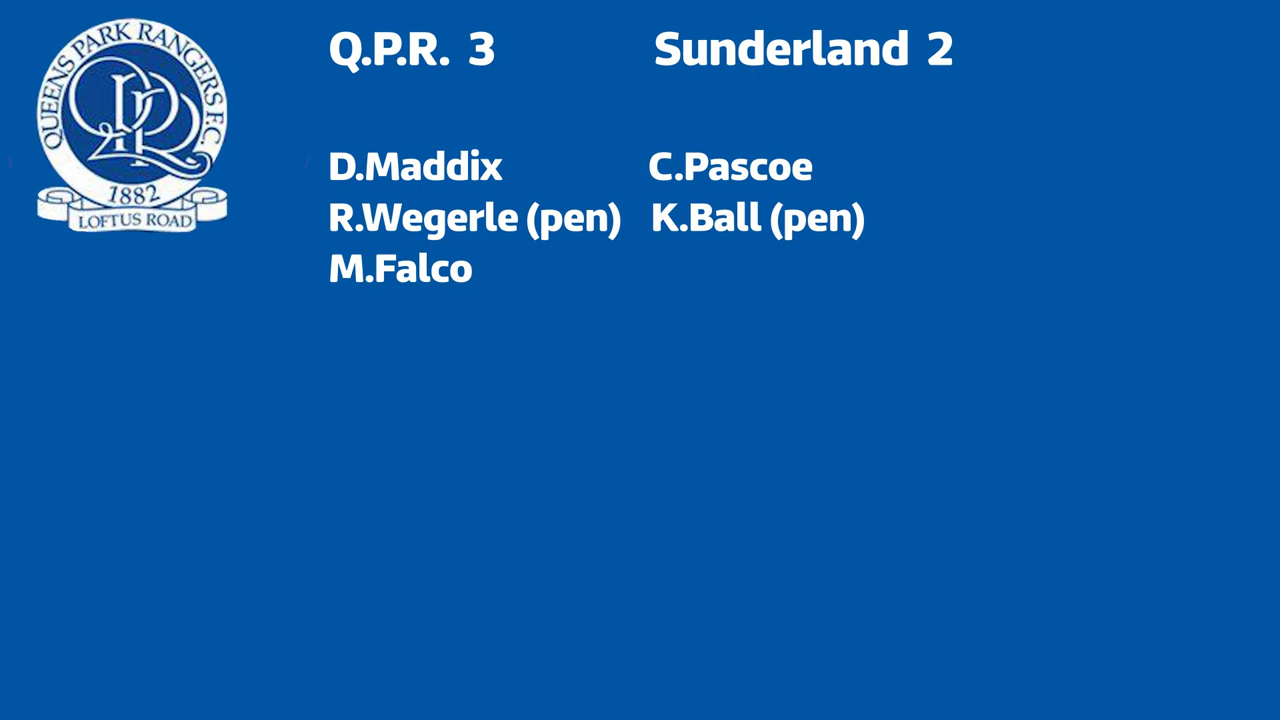 QUEENS PARK RANGERS F.C.
1882
LOFTUS ROAD
Q.P.R. 3 Sunderland 2
D.Maddix C.Pascoe
R.Wegerle (pen) K.Ball (pen)
M.Falco